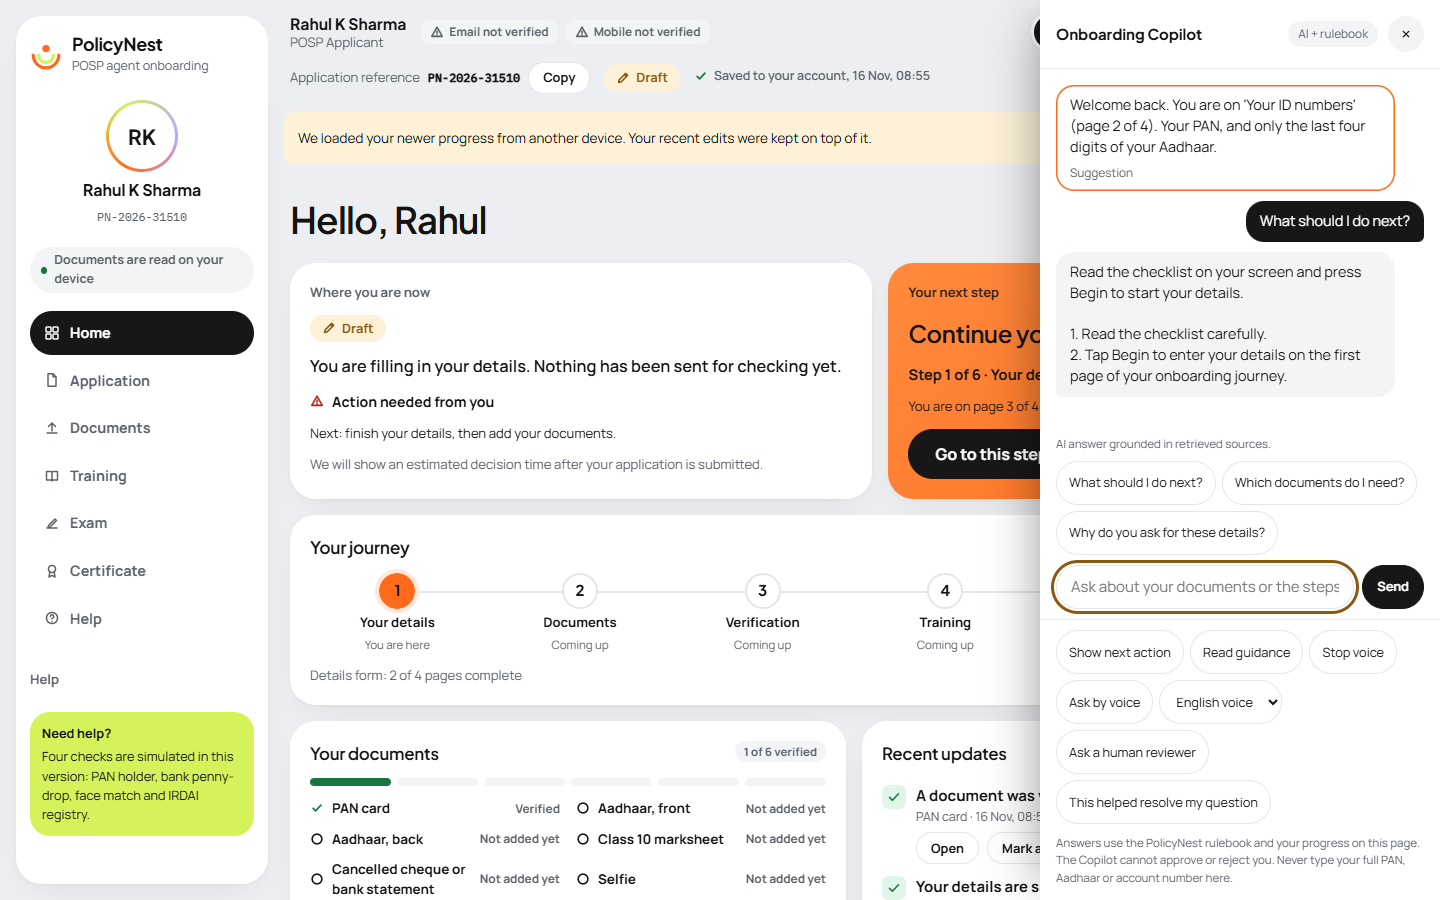 PolicyNest
POSP agent onboarding
RK
Rahul K Sharma
PN-2026-31510
Documents are read on your
device
Home
Application
Documents
Training
Exam
Certificate
Help
Help
Need help?
Four checks are simulated in this
version: PAN holder, bank penny-
drop, face match and IRDAI
registry.
Rahul K Sharma
POSP Applicant
Email not verified
Mobile not verified
Application reference PN-2026-31510
Copy
Draft
Saved to your account, 16 Nov, 08:55
We loaded your newer progress from another device. Your recent edits were kept on top of it.
Hello, Rahul
Where you are now
Draft
You are filling in your details. Nothing has been sent for checking yet.
Action needed from you
Next: finish your details, then add your documents.
We will show an estimated decision time after your application is submitted.
Your next step
Continue yo
Step 1 of 6 · Your de
You are on page 3 of 4
Go to this step
Your journey
1
Your details
You are here
2
Documents
Coming up
3
Verification
Coming up
4
Training
Coming up
Details form: 2 of 4 pages complete
Your documents
1 of 6 verified
PAN card
Verified
Aadhaar, front
Not added yet
Aadhaar, back
Not added yet
Class 10 marksheet
Not added yet
Cancelled cheque or
bank statement
Not added yet
Selfie
Not added yet
Recent updates
A document was
PAN card · 16 Nov, 08:5
Open
Mark a
Your details are s
Onboarding Copilot
AI + rulebook
×
Welcome back. You are on 'Your ID numbers'
(page 2 of 4). Your PAN, and only the last four
digits of your Aadhaar.
Suggestion
What should I do next?
Read the checklist on your screen and press
Begin to start your details.
1. Read the checklist carefully.
2. Tap Begin to enter your details on the first
page of your onboarding journey.
AI answer grounded in retrieved sources.
What should I do next?
Which documents do I need?
Why do you ask for these details?
Ask about your documents or the steps
Send
Show next action
Read guidance
Stop voice
Ask by voice
English voice
Ask a human reviewer
This helped resolve my question
Answers use the PolicyNest rulebook and your progress on this page.
The Copilot cannot approve or reject you. Never type your full PAN,
Aadhaar or account number here.